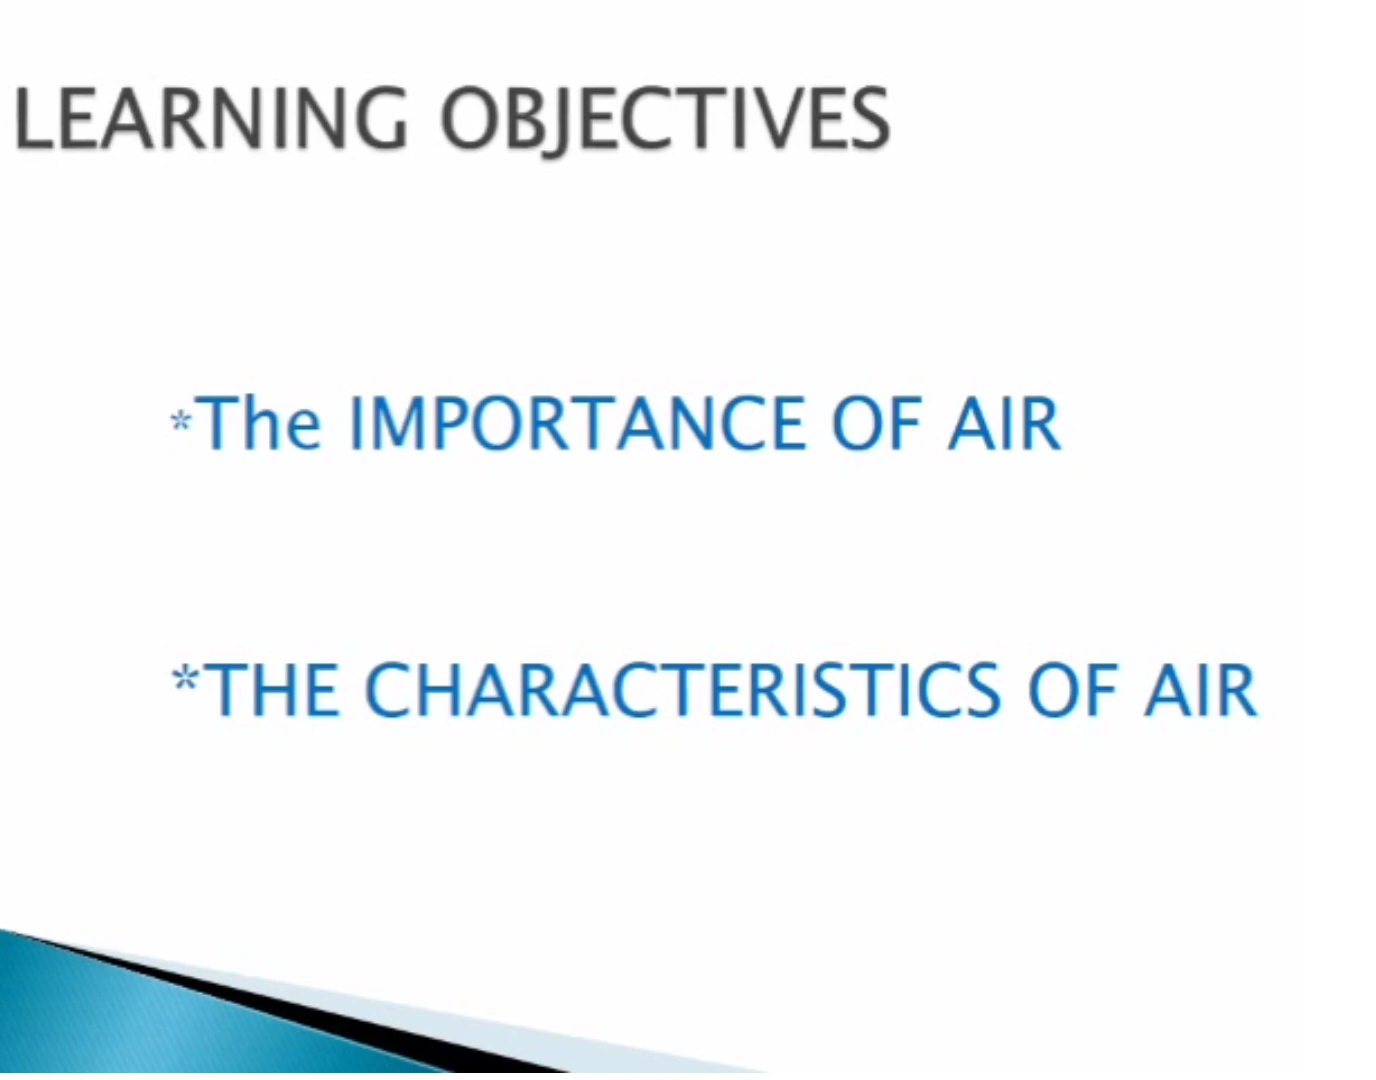 LEARNING OBJECTIVES
*The IMPORTANCE OF AIR
*THE CHARACTERISTICS OF AIR